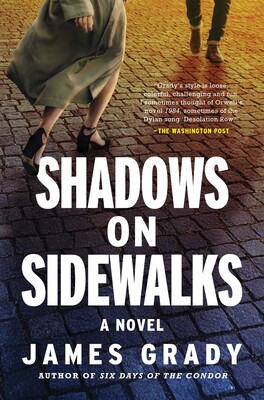 "Grady's style is loose,
colorful, challenging and fun. I
sometimes thought of Orwell's
novel 1984, sometimes of the
Dylan song 'Desolation Row.'"
—THE WASHINGTON POST
SHADOWS
ON
SIDEWALKS
A NOVEL
JAMES GRADY
AUTHOR OF SIX DAYS OF THE CONDOR